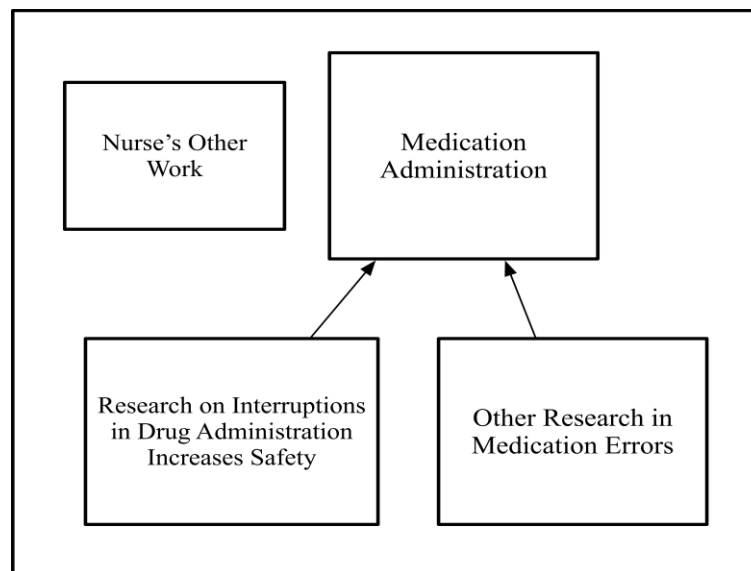 Nurse’s Other
Work
Medication
Administration
Research on Interruptions
in Drug Administration
Increases Safety
Other Research in
Medication Errors